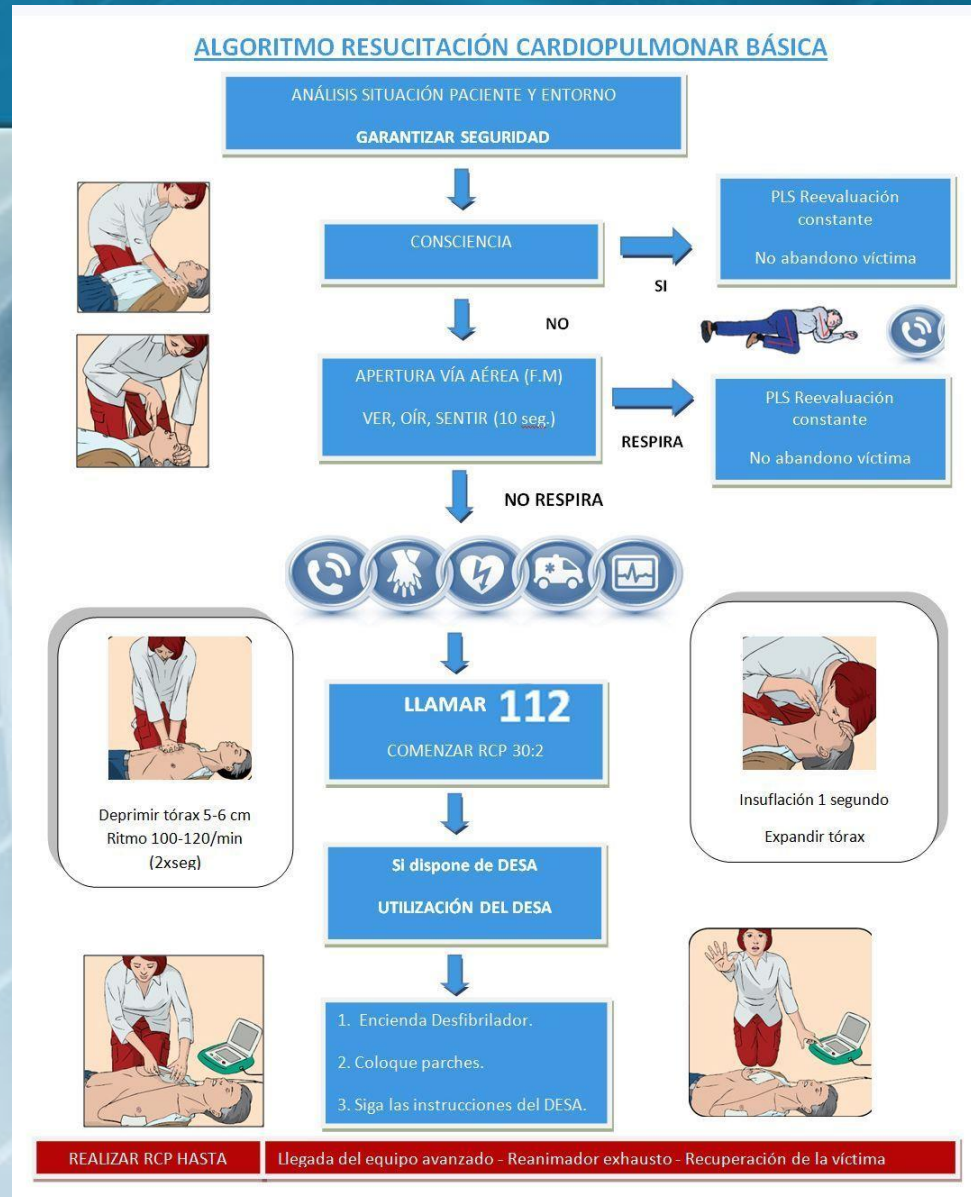 ALGORITMO RESUCITACIÓN CARDIOPULMONAR BÁSICA
ANÁLISIS SITUACIÓN PACIENTE Y ENTORNO
GARANTIZAR SEGURIDAD
CONSCIENCIA
SI
PLS Reevaluación
constante
No abandono víctima
NO
APERTURA VÍA AÉREA (F.M)
VER, OÍR, SENTIR (10 seg.)
RESPIRA
PLS Reevaluación
constante
No abandono víctima
NO RESPIRA
LLAMAR 112
COMENZAR RCP 30:2
Deprimir tórax 5-6 cm
Ritmo 100-120/min
(2xseg)
Insuflación 1 segundo
Expandir tórax
Si dispone de DESA
UTILIZACIÓN DEL DESA
1. Encienda Desfibrilador.
2. Coloque parches.
3. Siga las instrucciones del DESA.
REALIZAR RCP HASTA
Llegada del equipo avanzado - Reanimador exhausto - Recuperación de la víctima